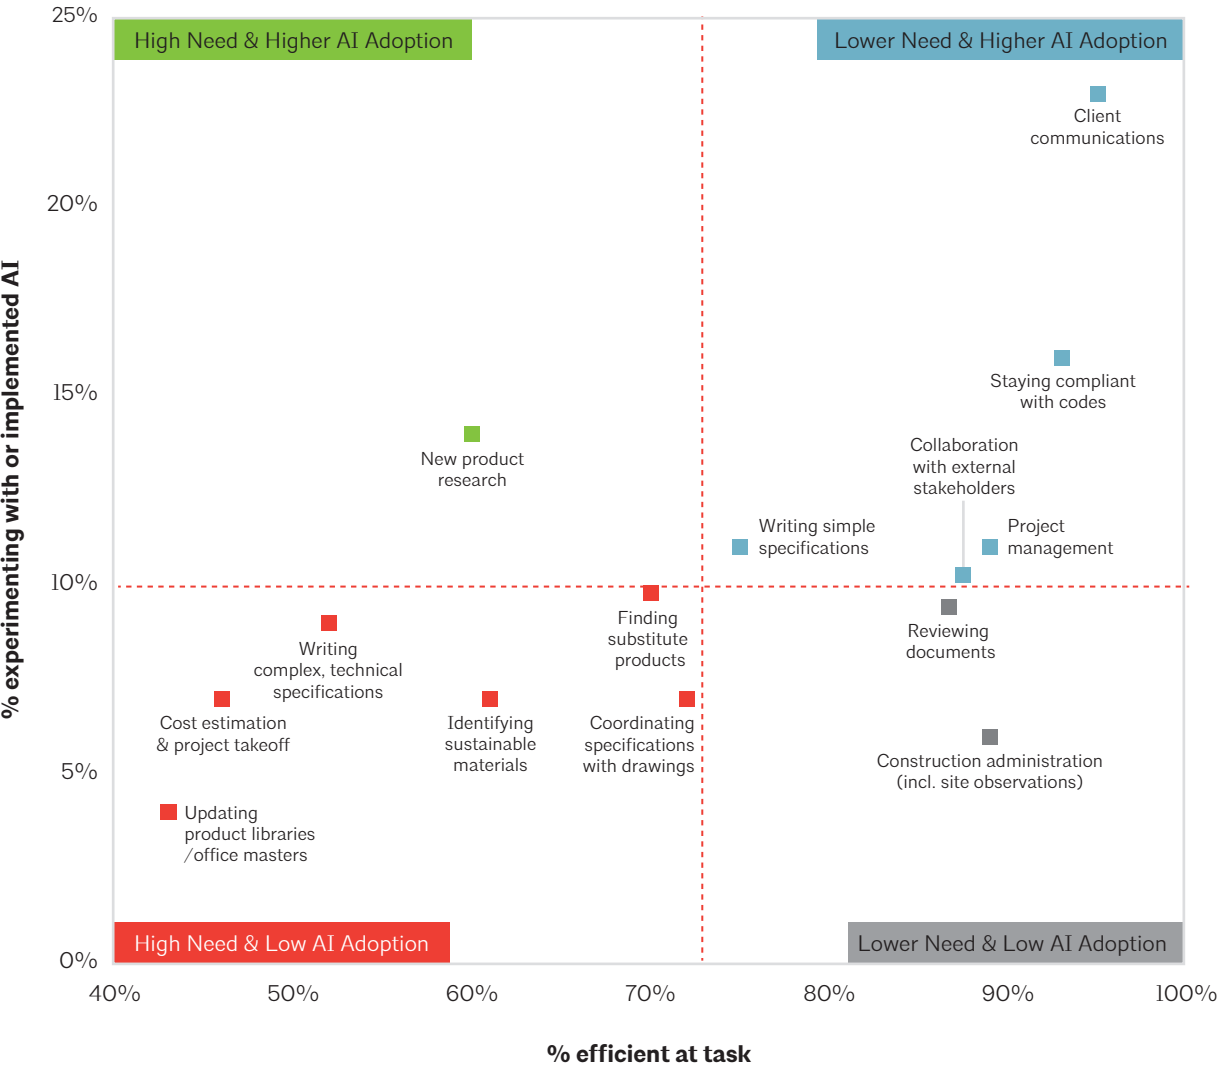 25%
High Need & Higher AI Adoption
Lower Need & Higher AI Adoption
Client
communications
20%
% experimenting with or implemented AI
15%
Staying compliant
with codes
New product
research
Collaboration
with external
stakeholders
Writing simple
specifications
Project
management
10%
Finding
substitute
products
Reviewing
documents
Writing
complex, technical
specifications
Cost estimation
& project takeoff
Identifying
sustainable
materials
Coordinating
specifications
with drawings
Construction administration
(incl. site observations)
5%
Updating
product libraries
/office masters
High Need & Low AI Adoption
Lower Need & Low AI Adoption
0%
40%
50%
60%
70%
80%
90%
100%
% efficient at task